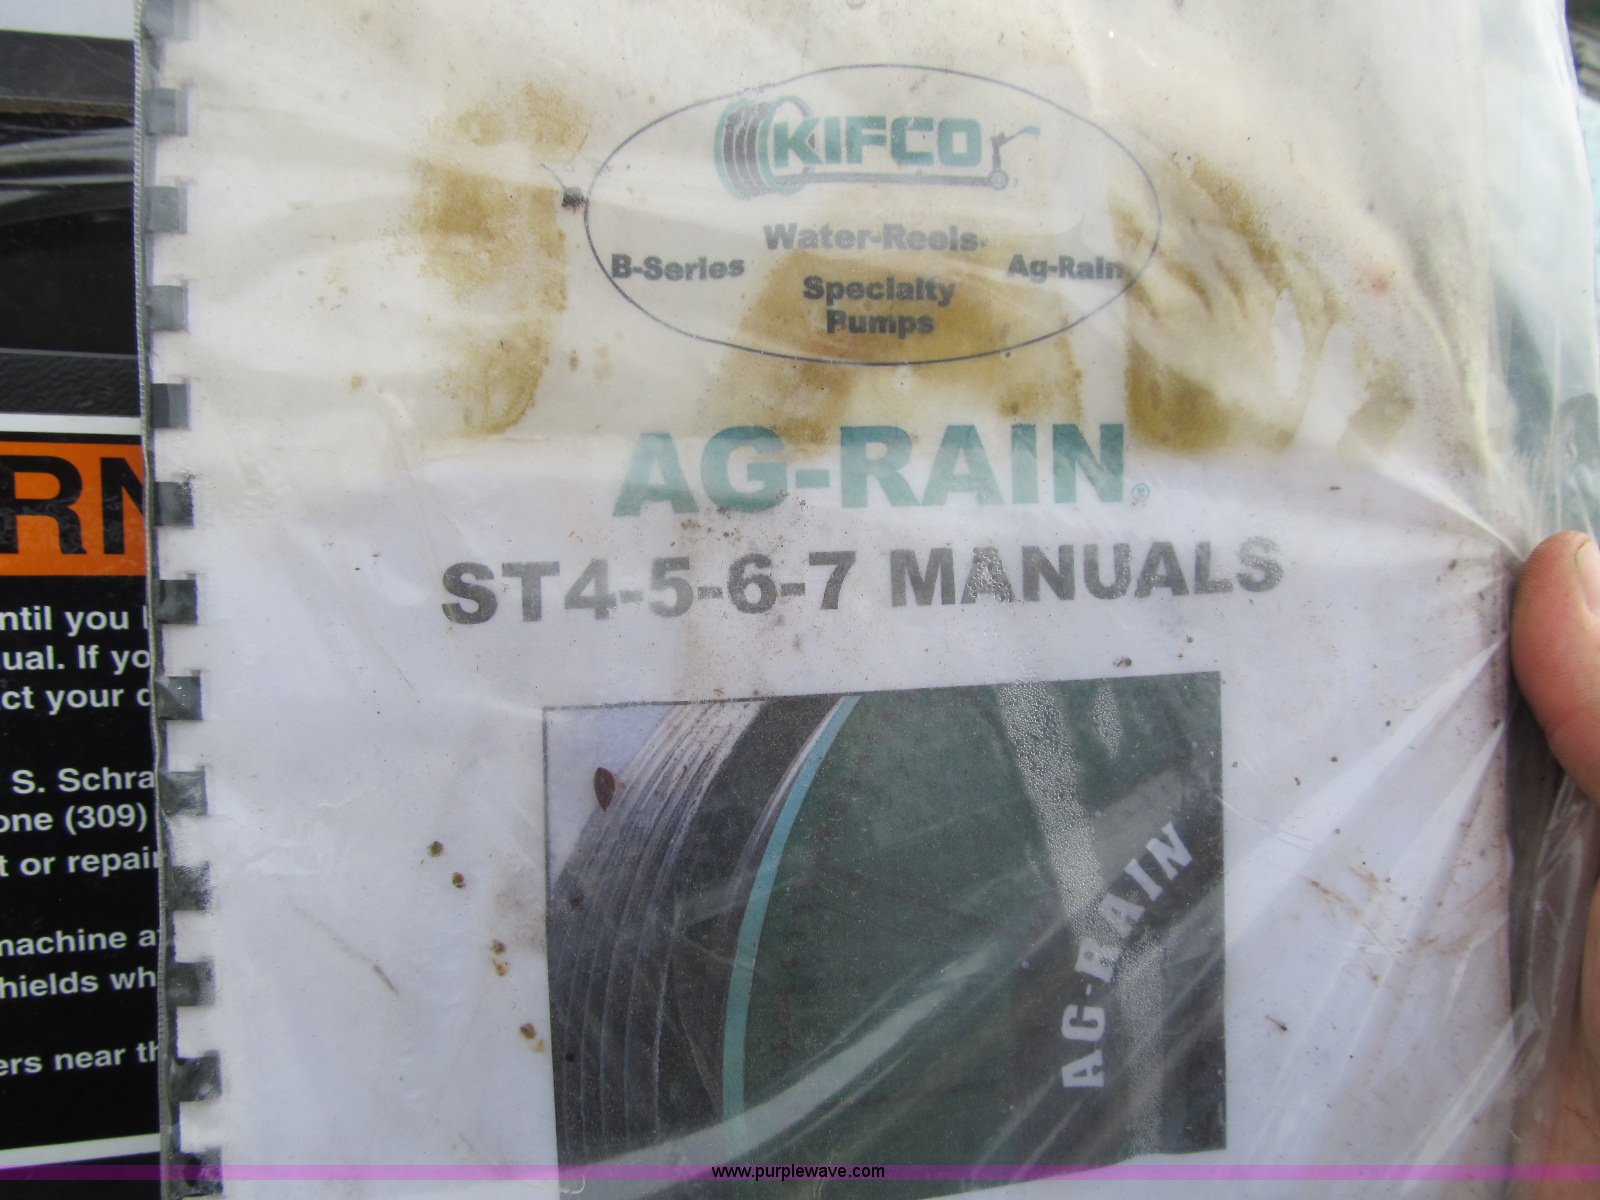 KIFCO
Water-Reels
B-Series
Ag-Rain
Specialty
Pumps
AG-RAIN®
ST4-5-6-7 MANUALS
AG-RAIN
RN
ntil you
ual. If yo
ct your d
S. Schra
one (309)
t or repair
machine a
hields wh
ers near th
www.purplewave.com